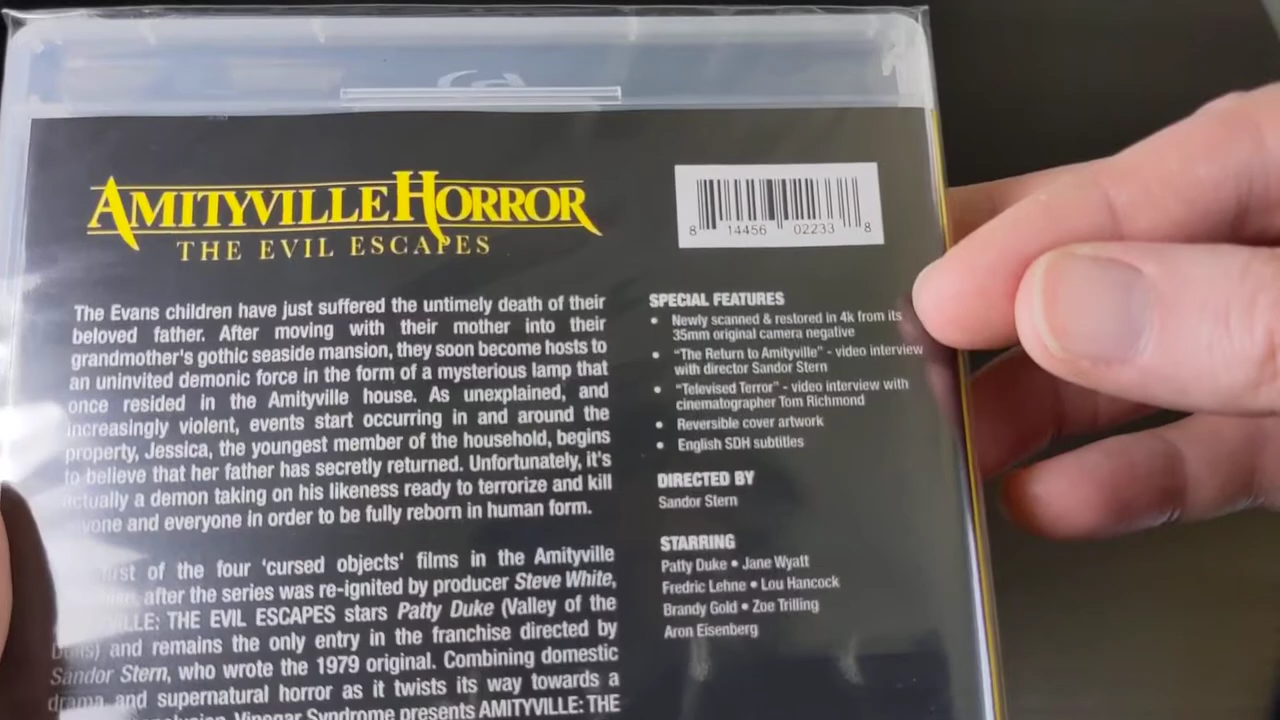 AMITYVILLE HORROR
THE EVIL ESCAPES
The Evans children have just suffered the untimely death of their
beloved father. After moving with their mother into their
grandmother's gothic seaside mansion, they soon become hosts to
an uninvited demonic force in the form of a mysterious lamp that
once resided in the Amityville house. As unexplained, and
increasingly violent, events start occurring in and around the
property, Jessica, the youngest member of the household, begins
to believe that her father has secretly returned. Unfortunately, it's
actually a demon taking on his likeness ready to terrorize and kill
and everyone in order to be fully reborn in human form.
of the four 'cursed objects' films in the Amityville
after the series was re-ignited by producer Steve White,
THE EVIL ESCAPES stars Patty Duke (Valley of the
Dolls) and remains the only entry in the franchise directed by
Sandor Stern, who wrote the 1979 original. Combining domestic
drama and supernatural horror as it twists its way towards a
Vinegar Syndrome presents AMITYVILLE: THE
8 14456 02233 8
SPECIAL FEATURES
• Newly scanned & restored in 4k from its
35mm original camera negative
• "The Return to Amityville" - video interview
with director Sandor Stern
• "Televised Terror" - video interview with
cinematographer Tom Richmond
• Reversible cover artwork
• English SDH subtitles
DIRECTED BY
Sandor Stern
STARRING
Patty Duke • Jane Wyatt
Fredric Lehne • Lou Hancock
Brandy Gold • Zoe Trilling
Aron Eisenberg